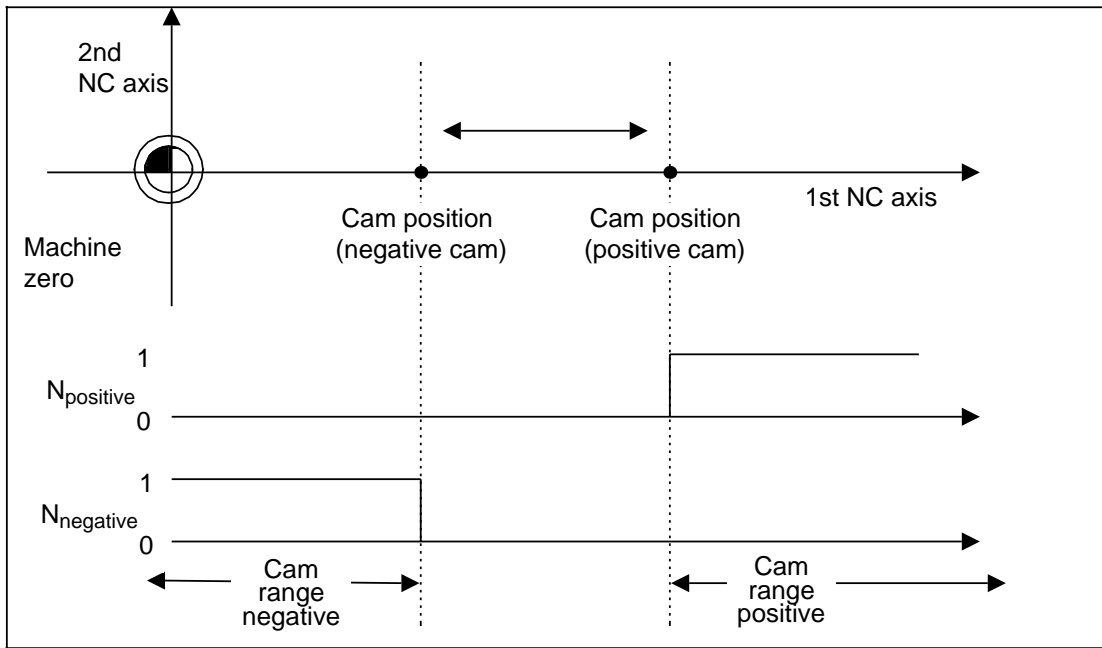 2nd
NC axis
1st NC axis
Machine
zero
Cam position
(negative cam)
Cam position
(positive cam)
1
Npositive
0
1
Nnegative
0
Cam
range
negative
Cam
range
positive